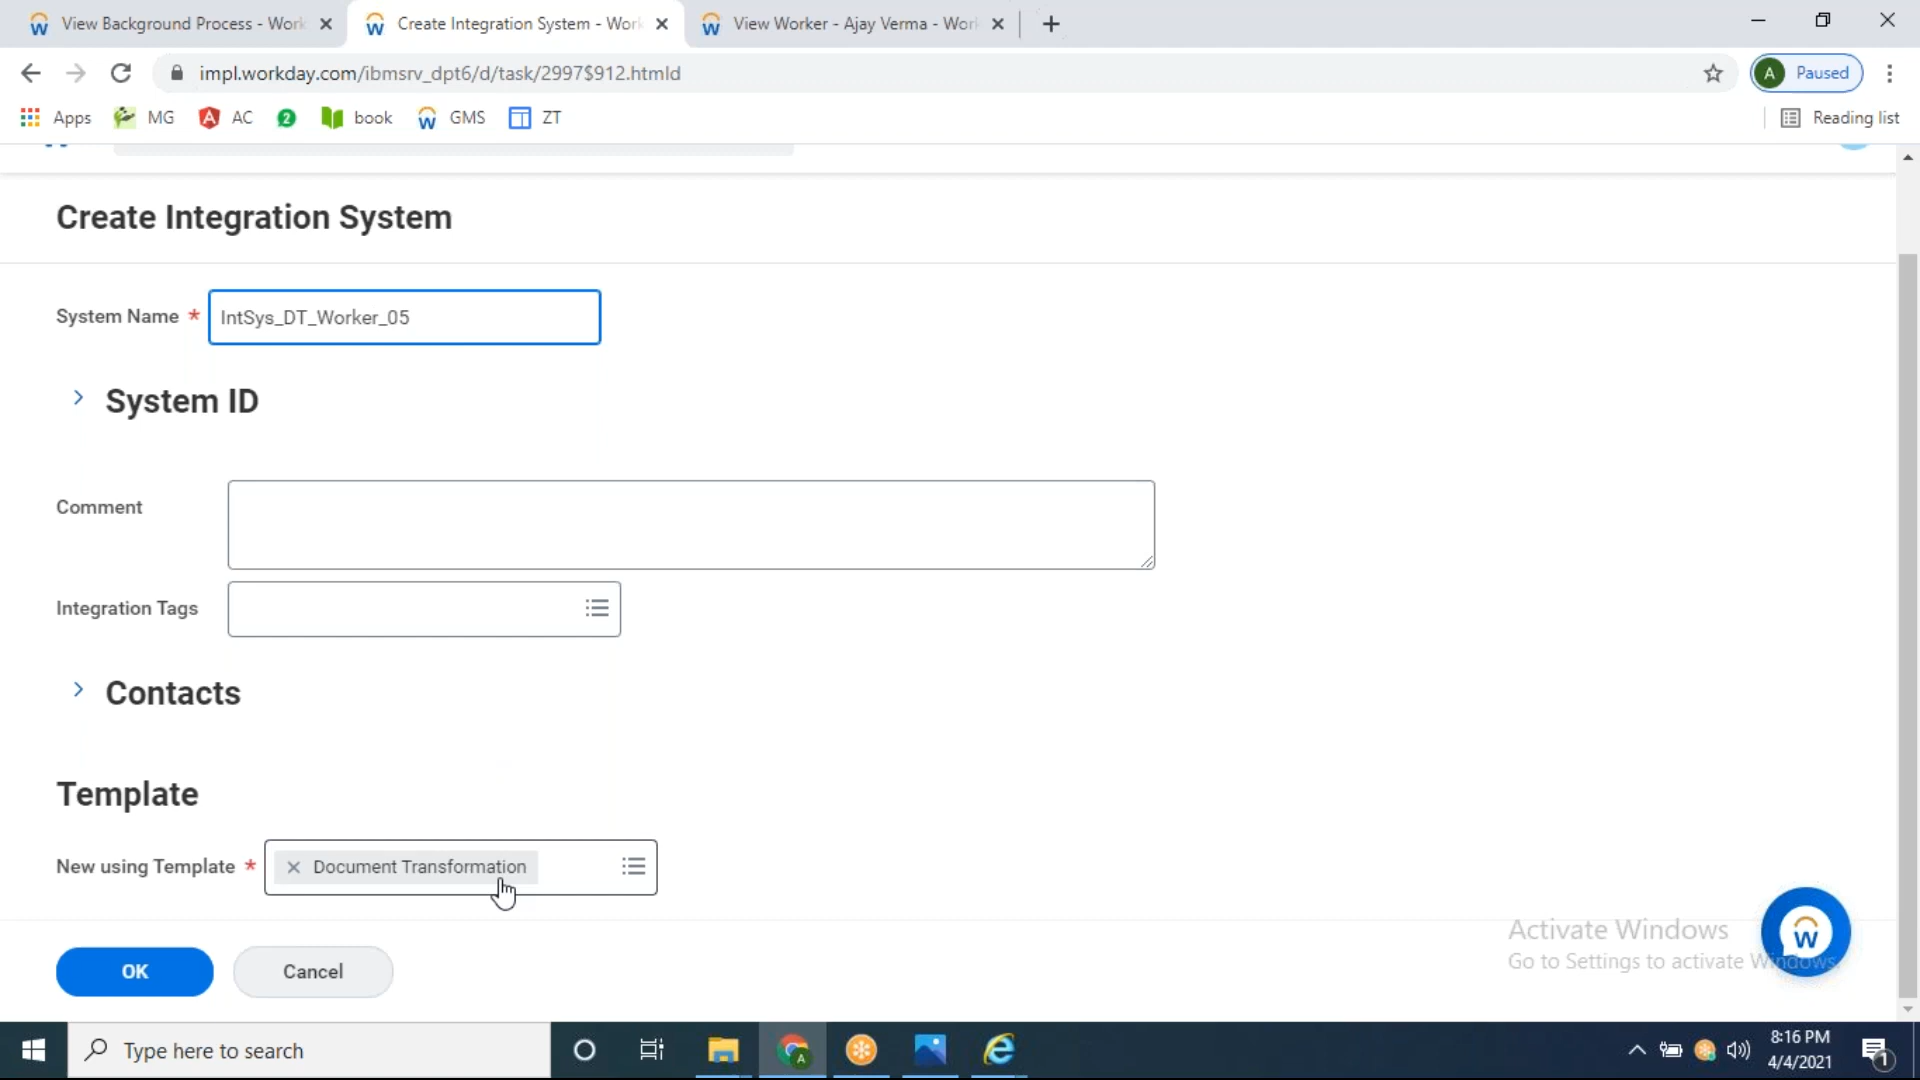 View Background Process - Work
Create Integration System - Work
View Worker - Ajay Verma - Work
impl.workday.com/ibmsrv_dpt6/d/task/2997$912.htmld
A Paused
Apps MG AC 2 book GMS ZT Reading list
Create Integration System
System Name * IntSys_DT_Worker_05
System ID
Comment
Integration Tags
Contacts
Template
New using Template * Document Transformation
Activate Windows
Go to Settings to activate Windows.
OK Cancel
Type here to search
8:16 PM
4/4/2021
1